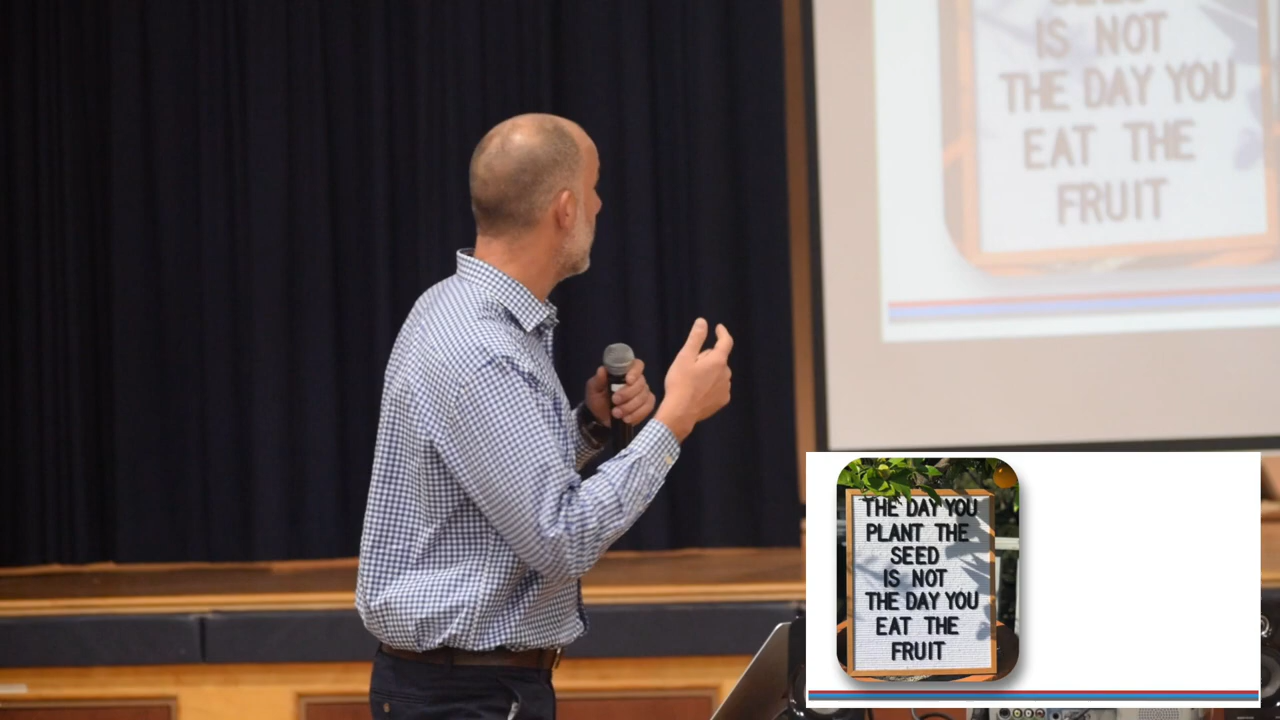 SEED
IS NOT
THE DAY YOU
EAT THE
FRUIT
THE DAY YOU
PLANT THE
SEED
IS NOT
THE DAY YOU
EAT THE
FRUIT